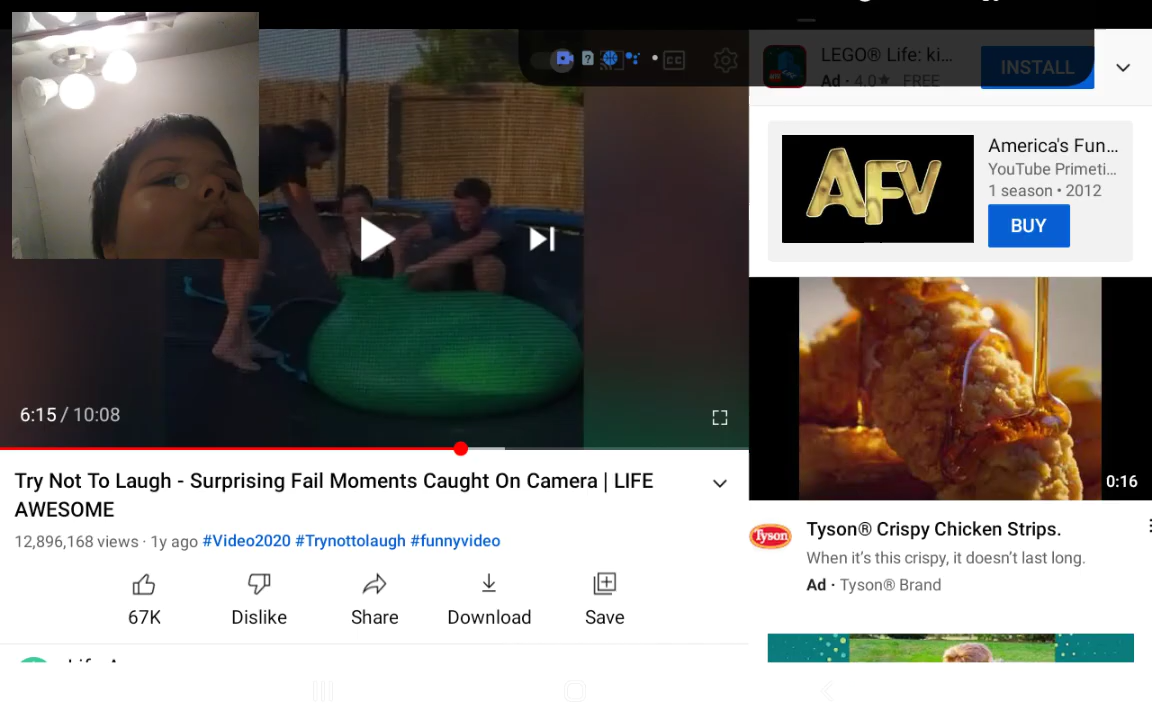 LEGO® Life: ki...
Ad · 4.0★ FREE
INSTALL
CC
AFV
America's Fun...
YouTube Primeti...
1 season • 2012
BUY
6:15 / 10:08
0:16
Try Not To Laugh - Surprising Fail Moments Caught On Camera | LIFE
AWESOME
12,896,168 views · 1y ago #Video2020 #Trynottolaugh #funnyvideo
67K
Dislike
Share
Download
Save
Tyson
Tyson® Crispy Chicken Strips.
When it's this crispy, it doesn't last long.
Ad · Tyson® Brand